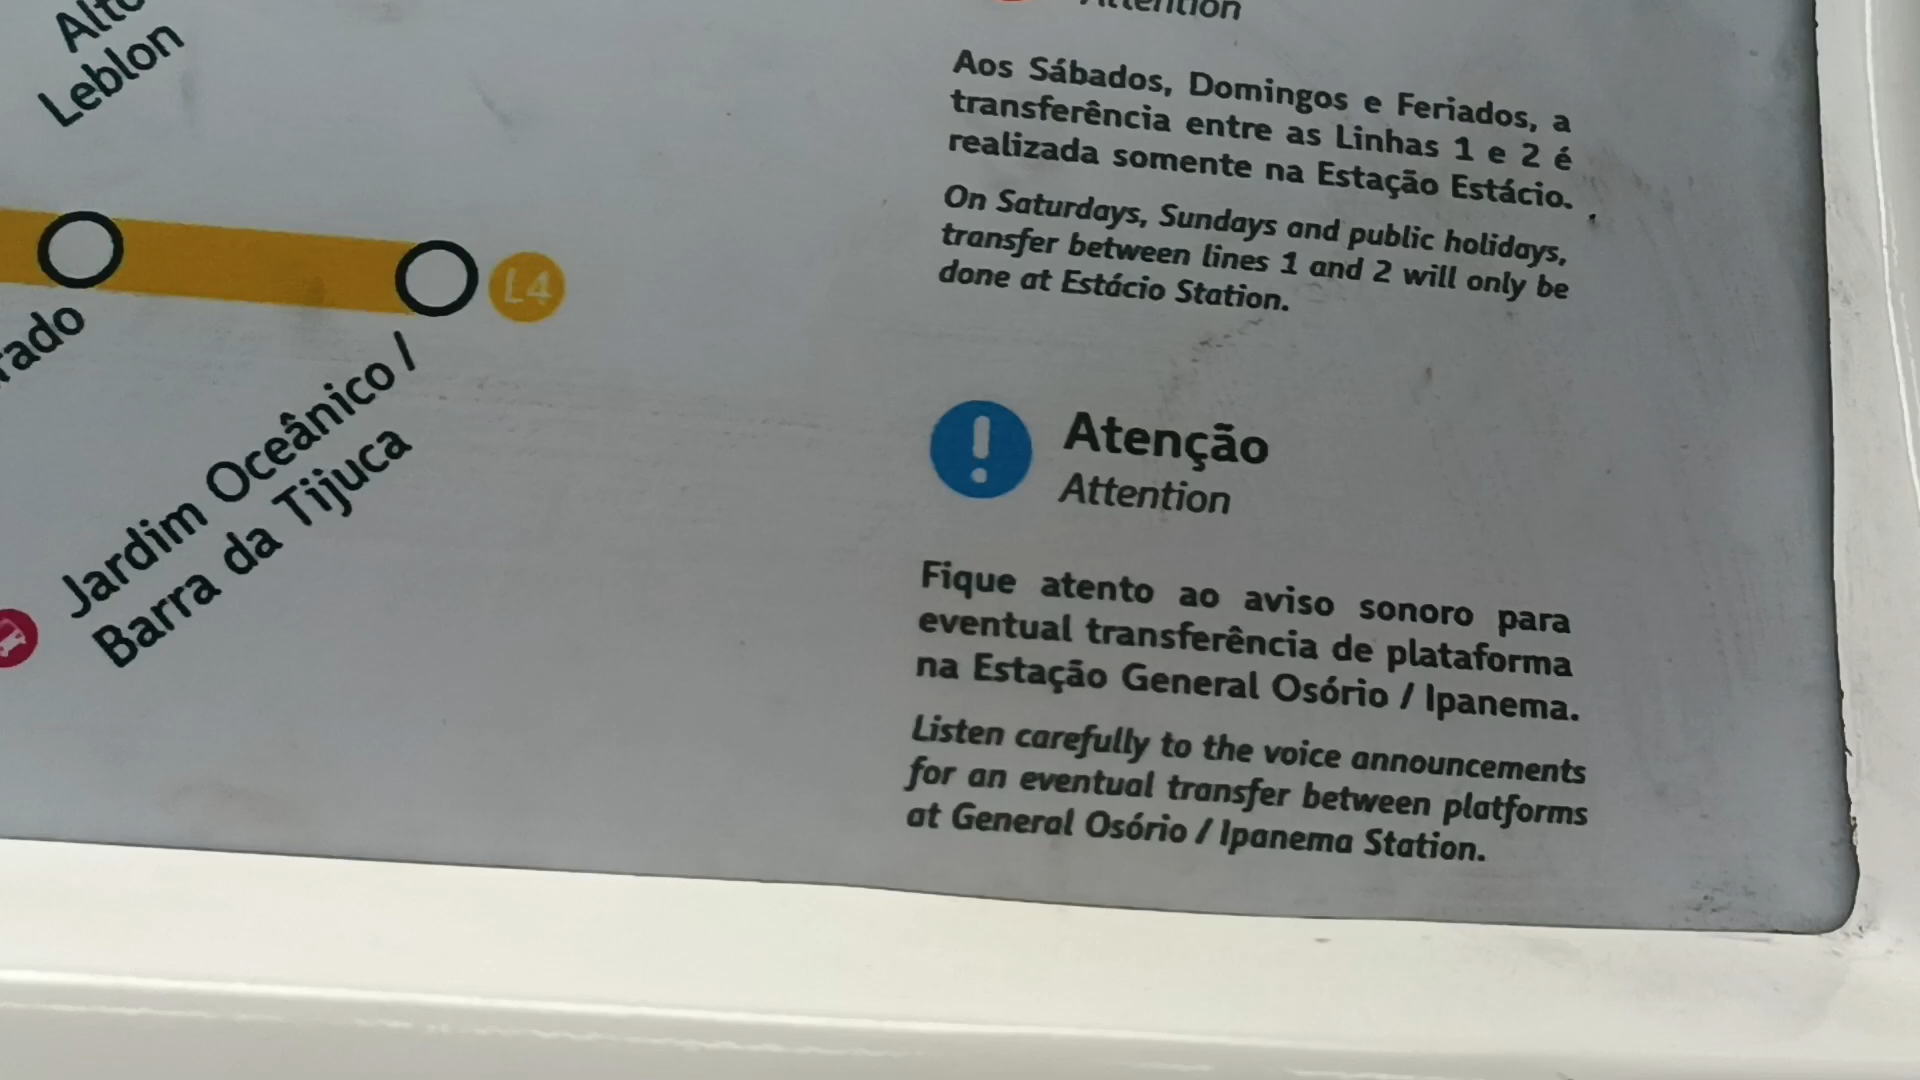 Leblon
L4
Jardim Oceânico /
Barra da Tijuca
Attention
Aos Sábados, Domingos e Feriados, a
transferência entre as Linhas 1 e 2 é
realizada somente na Estação Estácio.
On Saturdays, Sundays and public holidays,
transfer between lines 1 and 2 will only be
done at Estácio Station.
Atenção
Attention
Fique atento ao aviso sonoro para
eventual transferência de plataforma
na Estação General Osório / Ipanema.
Listen carefully to the voice announcements
for an eventual transfer between platforms
at General Osório / Ipanema Station.